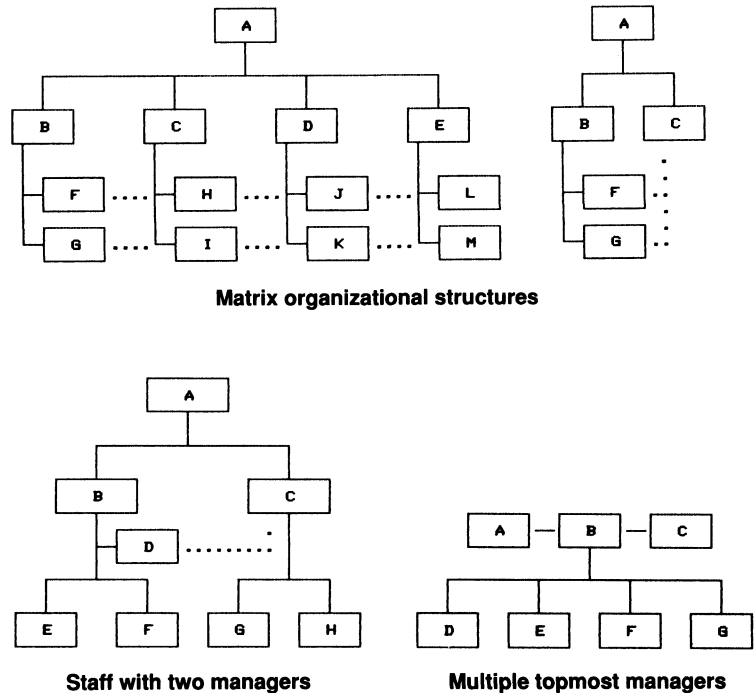 A
B C D E
F H J L
G I K M
A
B C
F
G
Matrix organizational structures
A
B C
D
E F G H
Staff with two managers
A B C
D E F G
Multiple topmost managers